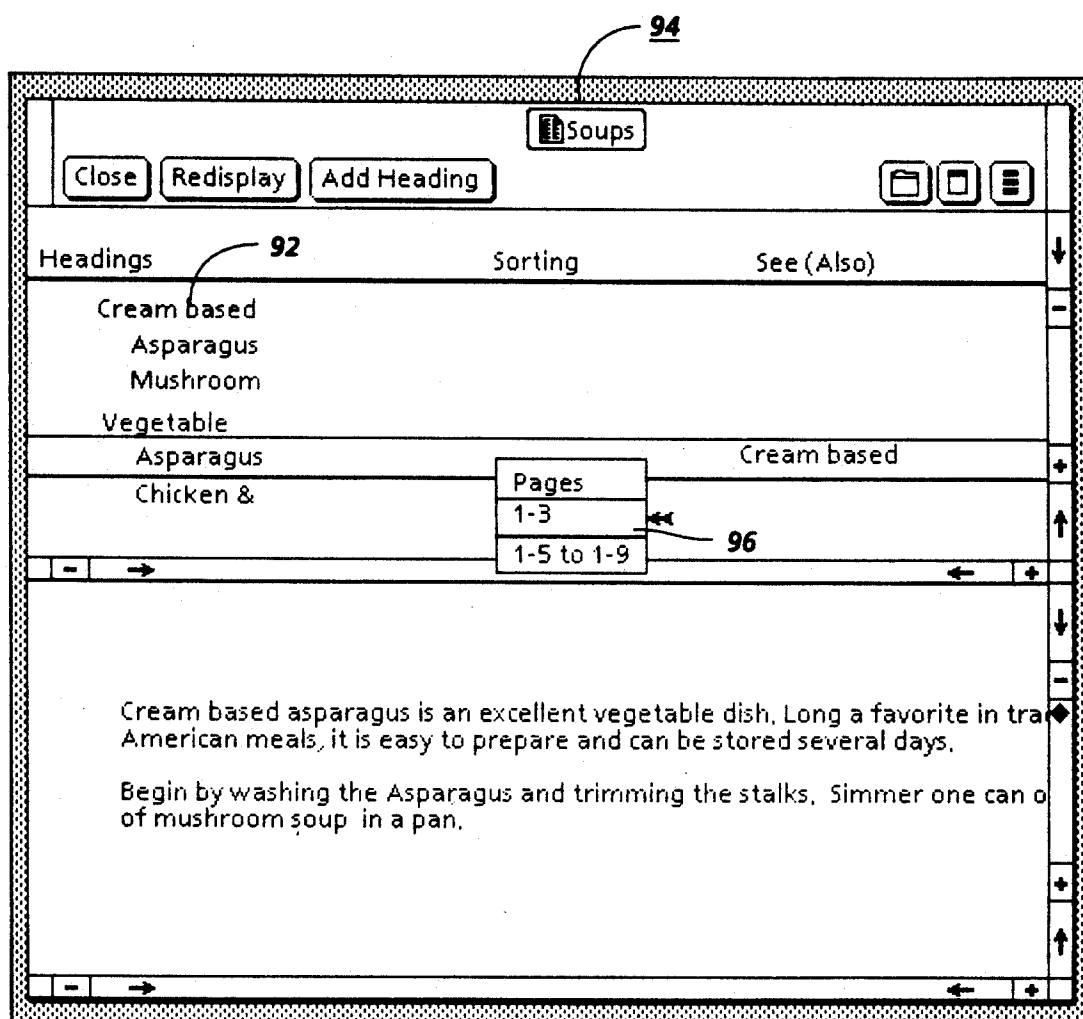 94
Soups
Close Redisplay Add Heading
Headings 92 Sorting See (Also)
Cream based
Asparagus
Mushroom
Vegetable
Asparagus Cream based
Chicken & Pages
1-3
96
1-5 to 1-9
Cream based asparagus is an excellent vegetable dish. Long a favorite in tra
American meals, it is easy to prepare and can be stored several days.
Begin by washing the Asparagus and trimming the stalks. Simmer one can o
of mushroom soup in a pan.